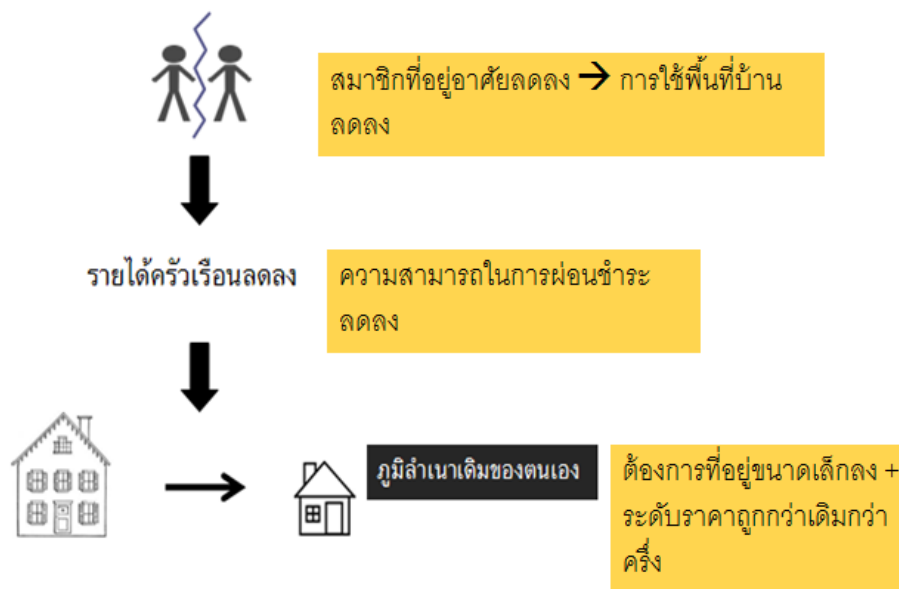 สมาชิกที่อยู่อาศัยลดลง → การใช้พื้นที่บ้าน
ลดลง
รายได้ครัวเรือนลดลง
ความสามารถในการผ่อนชำระ
ลดลง
ภูมิลำเนาเดิมของตนเอง
ต้องการที่อยู่ขนาดเล็กลง +
ระดับราคาถูกกว่าเดิมกว่า
ครึ่ง